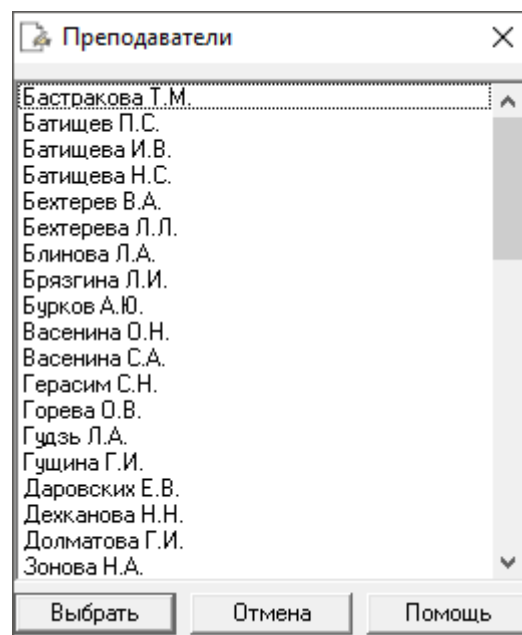 Преподаватели
Бастракова Т.М.
Батищев П.С.
Батищева И.В.
Батищева Н.С.
Бехтерев В.А.
Бехтерева Л.Л.
Блинова Л.А.
Брязгина Л.И.
Бурков А.Ю.
Васенина О.Н.
Васенина С.А.
Герасим С.Н.
Горева О.В.
Гудзь Л.А.
Гущина Г.И.
Даровских Е.В.
Дехканова Н.Н.
Долматова Г.И.
Зонова Н.А.
Выбрать Отмена Помощь